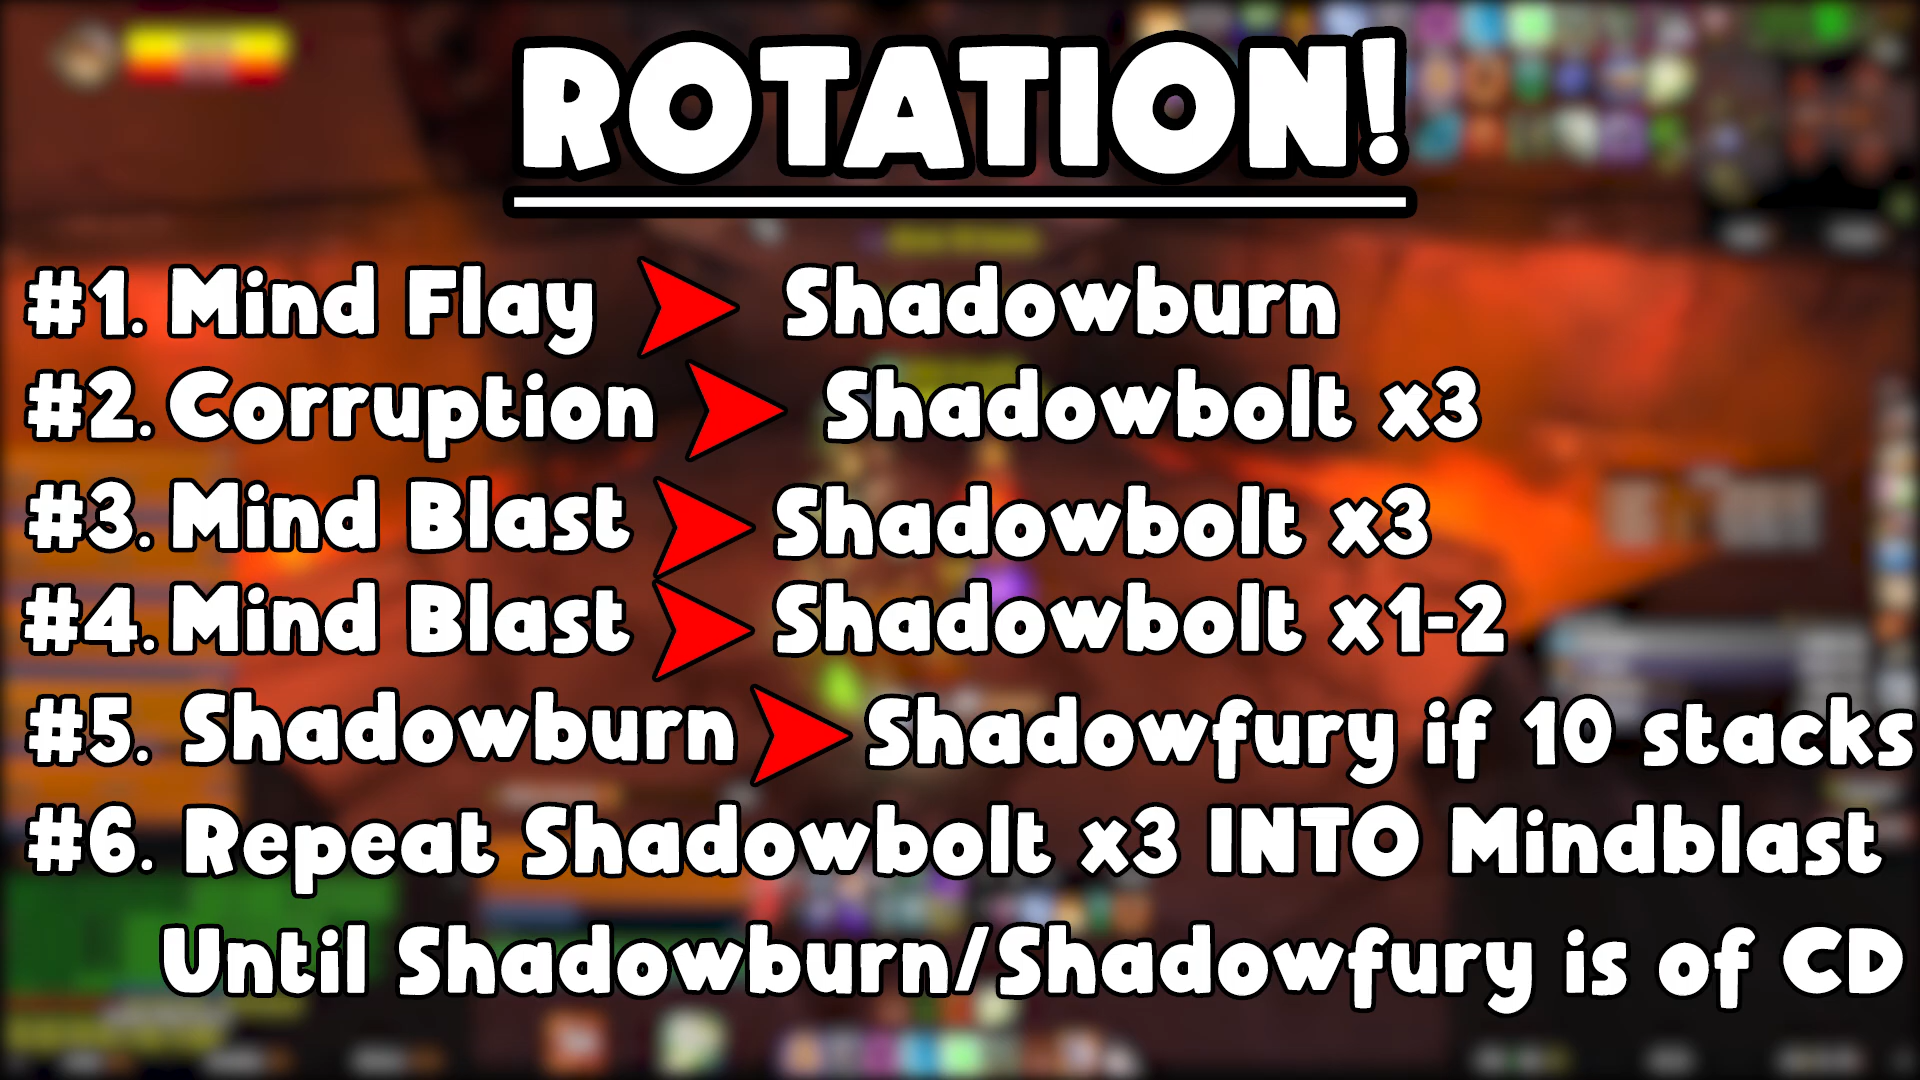 ROTATION!
#1. Mind Flay Shadowburn
#2. Corruption Shadowbolt x3
#3. Mind Blast Shadowbolt x3
#4. Mind Blast Shadowbolt x1-2
#5. Shadowburn Shadowfury if 10 stacks
#6. Repeat Shadowbolt x3 INTO Mindblast
Until Shadowburn/Shadowfury is of CD